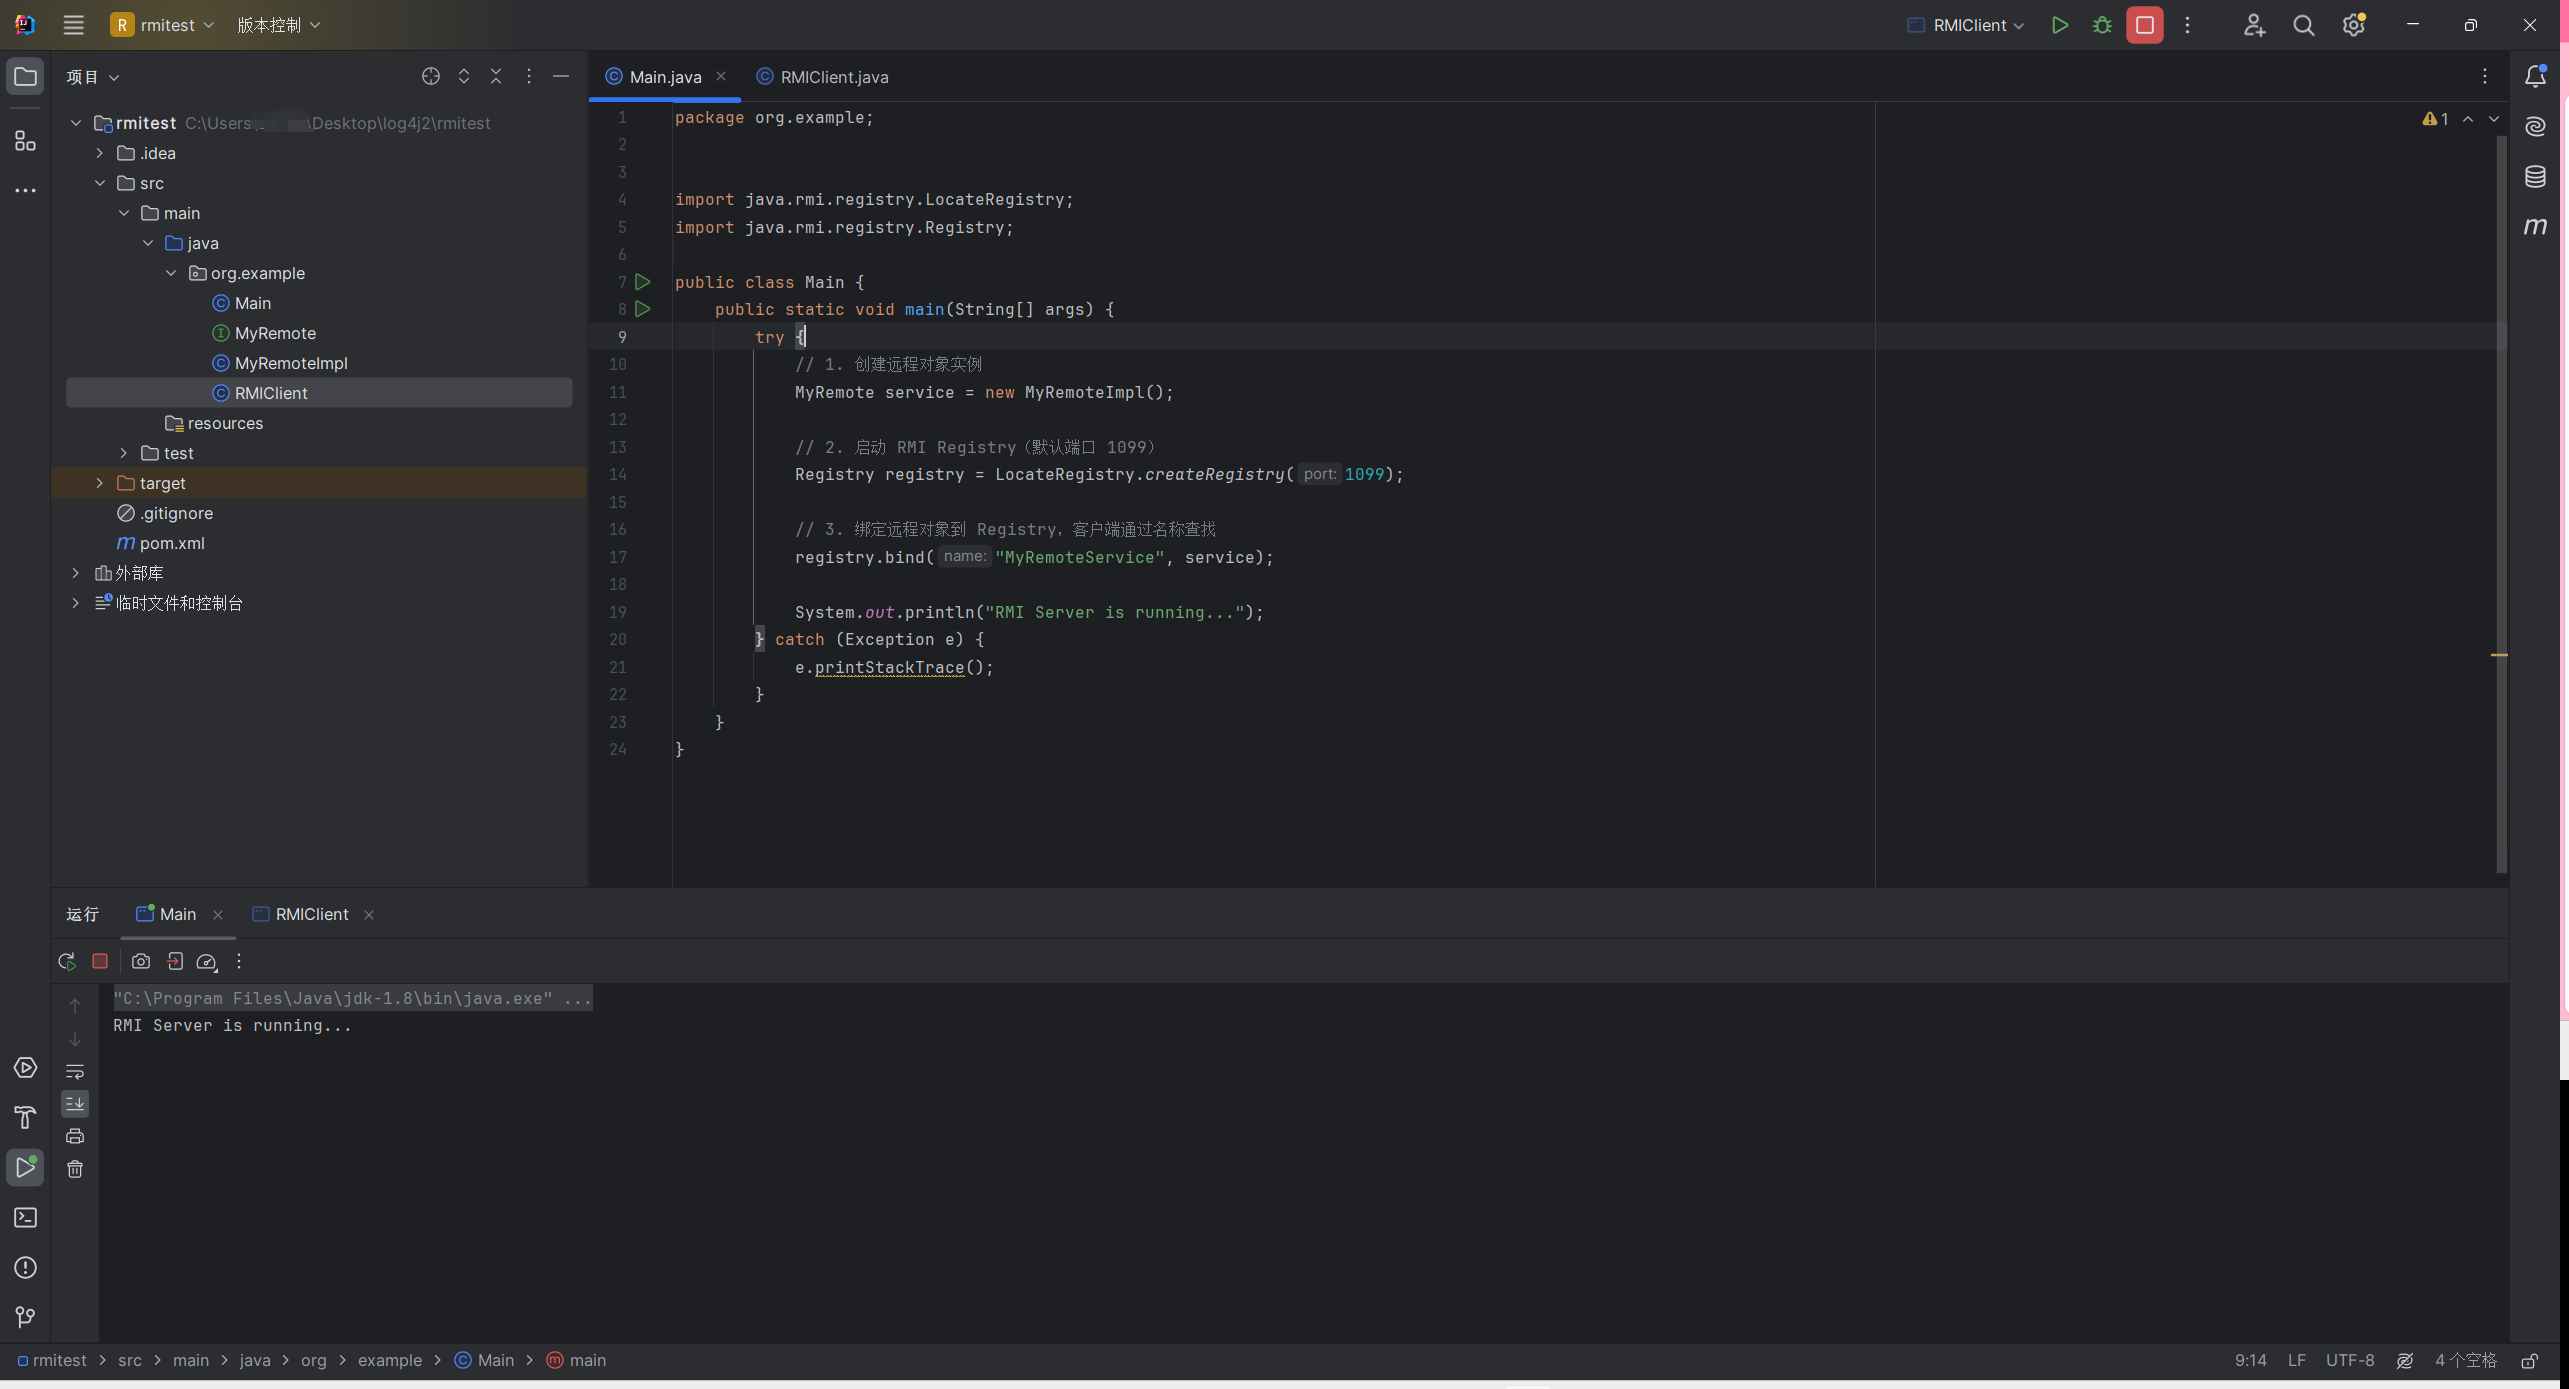 R rmitest 版本控制 RMIClient
项目
rmitest C:\Users\ \Desktop\log4j2\rmitest
.idea
src
main
java
org.example
Main
MyRemote
MyRemoteImpl
RMIClient
resources
test
target
.gitignore
pom.xml
外部库
临时文件和控制台
Main.java RMIClient.java
1 package org.example;
2
3
4 import java.rmi.registry.LocateRegistry;
5 import java.rmi.registry.Registry;
6
7 public class Main {
8 public static void main(String[] args) {
9 try {
10 // 1. 创建远程对象实例
11 MyRemote service = new MyRemoteImpl();
12
13 // 2. 启动 RMI Registry（默认端口 1099）
14 Registry registry = LocateRegistry.createRegistry( port: 1099);
15
16 // 3. 绑定远程对象到 Registry，客户端通过名称查找
17 registry.bind( name: "MyRemoteService", service);
18
19 System.out.println("RMI Server is running...");
20 } catch (Exception e) {
21 e.printStackTrace();
22 }
23 }
24 }
1
运行 Main RMIClient
"C:\Program Files\Java\jdk-1.8\bin\java.exe" ...
RMI Server is running...
rmitest > src > main > java > org > example > Main > main
9:14 LF UTF-8 4 个空格